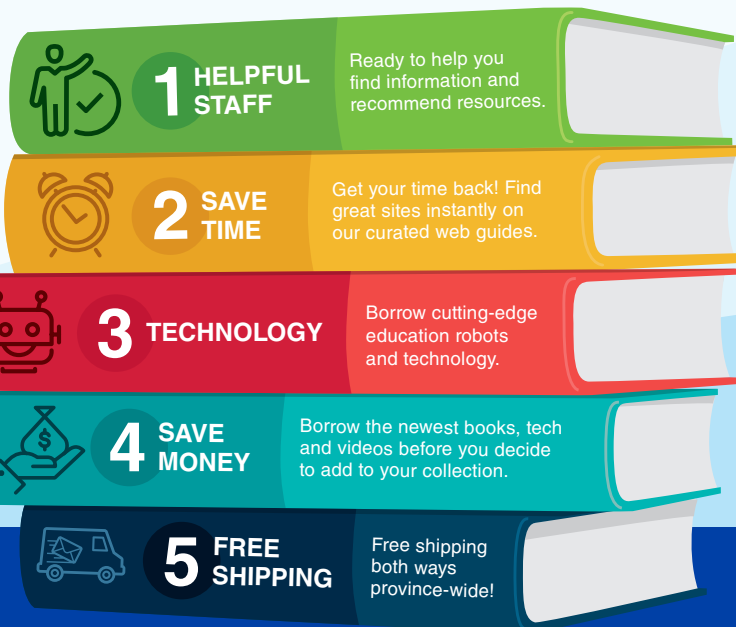 1 HELPFUL
STAFF
Ready to help you
find information and
recommend resources.
2 SAVE
TIME
Get your time back! Find
great sites instantly on
our curated web guides.
3 TECHNOLOGY
Borrow cutting-edge
education robots
and technology.
4 SAVE
MONEY
Borrow the newest books, tech
and videos before you decide
to add to your collection.
5 FREE
SHIPPING
Free shipping
both ways
province-wide!
$